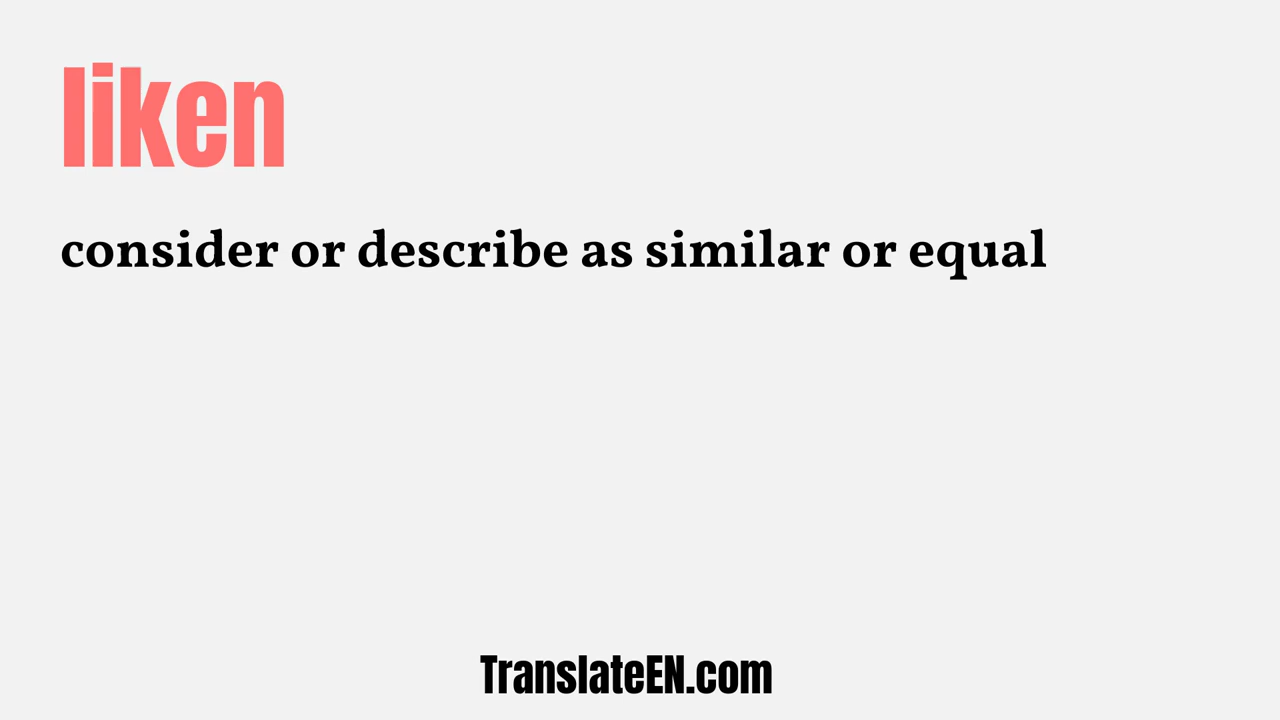 liken
consider or describe as similar or equal
TranslateEN.com